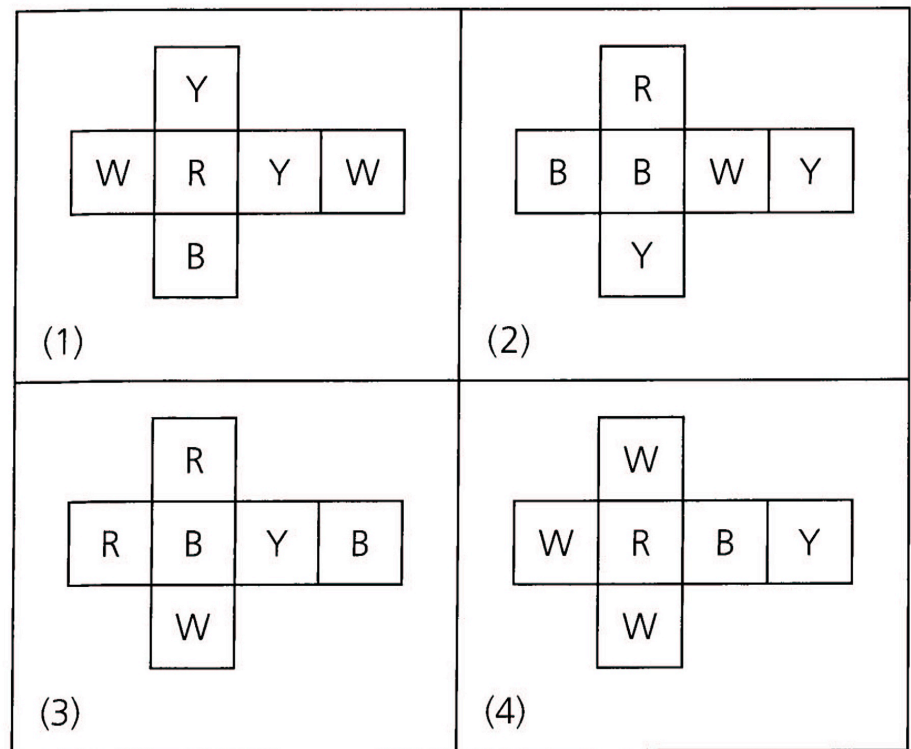 Y
R
W R Y W
B B W Y
B
Y
(1)
(2)
R
W
R B Y B
W R B Y
W
W
(3)
(4)